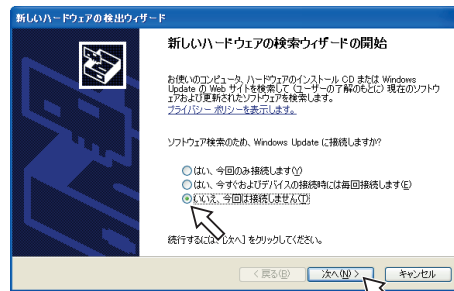 新しいハードウェアの検出ウィザード
新しいハードウェアの検索ウィザードの開始
お使いのコンピュータ、ハードウェアのインストール CD または Windows
Update の Web サイトを検索して (ユーザーの了解のもとに) 現在のソフトウ
ェアおよび更新されたソフトウェアを検索します。
プライバシー ポリシーを表示します。
ソフトウェア検索のため、Windows Update に接続しますか?
はい、今回のみ接続します(Y)
はい、今すぐおよびデバイスの接続時には毎回接続します(E)
いいえ、今回は接続しません(T)
続行するには、[次へ] をクリックしてください。
< 戻る(B)
次へ(N) >
キャンセル